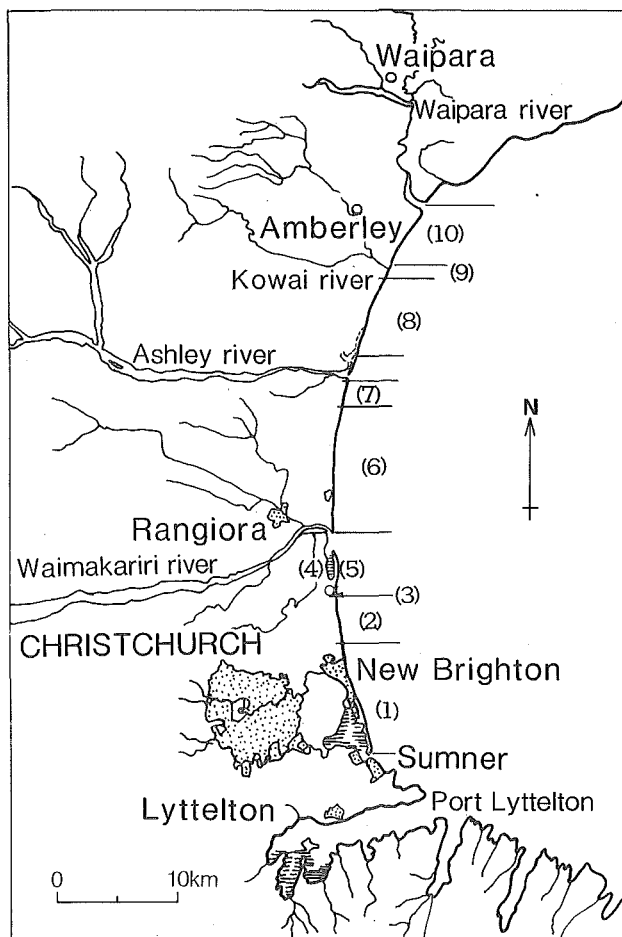 Waipara
Waipara river
Amberley
(10)
Kowai river
(9)
(8)
Ashley river
(7)
N
(6)
Rangiora
Waimakariri river
(4)
(5)
(3)
(2)
CHRISTCHURCH
New Brighton
(1)
Sumner
Lyttelton
Port Lyttelton
0 10km